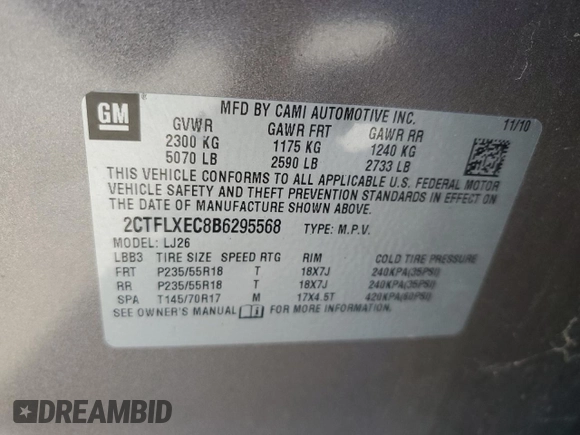 GM
MFD BY CAMI AUTOMOTIVE INC.
11/10
GVWR GAWR FRT GAWR RR
2300 KG 1175 KG 1240 KG
5070 LB 2590 LB 2733 LB
THIS VEHICLE CONFORMS TO ALL APPLICABLE U.S. FEDERAL MOTOR
VEHICLE SAFETY AND THEFT PREVENTION STANDARDS IN EFFECT ON
THE DATE OF MANUFACTURE SHOWN ABOVE.
2CTFLXEC8B6295568 TYPE: M.P.V.
MODEL: LJ26
LBB3 TIRE SIZE SPEED RTG RIM COLD TIRE PRESSURE
FRT P235/55R18 T 18X7J 240KPA(35PSI)
RR P235/55R18 T 18X7J 240KPA(35PSI)
SPA T145/70R17 M 17X4.5T 420KPA(60PSI)
SEE OWNER'S MANUAL FOR MORE INFORMATION.
DREAMBID